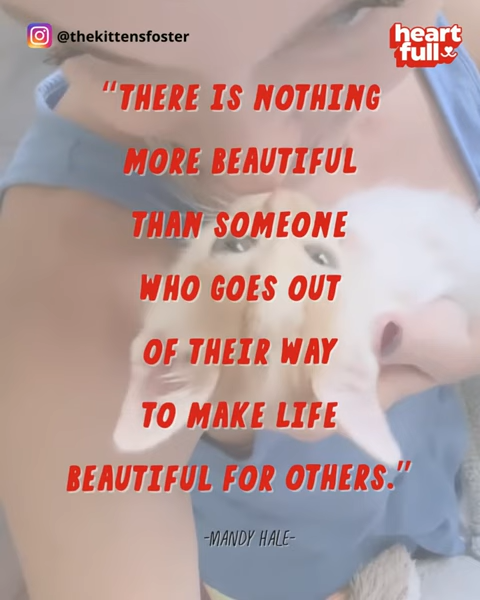 @thekittensfoster
heart
full
"THERE IS NOTHING
MORE BEAUTIFUL
THAN SOMEONE
WHO GOES OUT
OF THEIR WAY
TO MAKE LIFE
BEAUTIFUL FOR OTHERS."
-MANDY HALE-